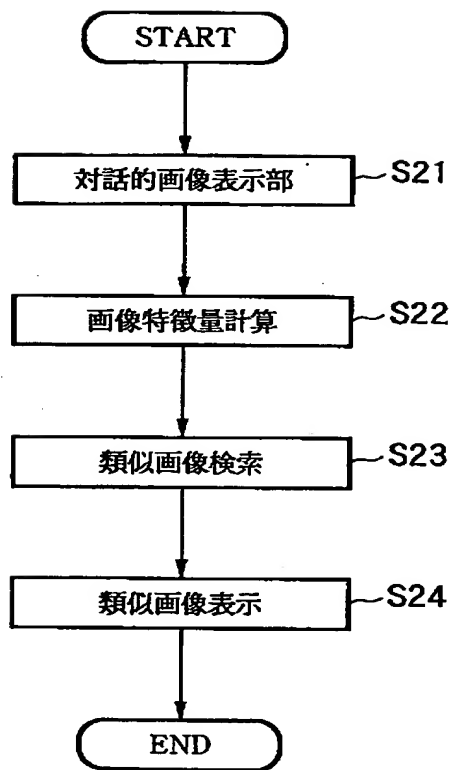 START
対話的画像表示部 S21
画像特徴量計算 S22
類似画像検索 S23
類似画像表示 S24
END